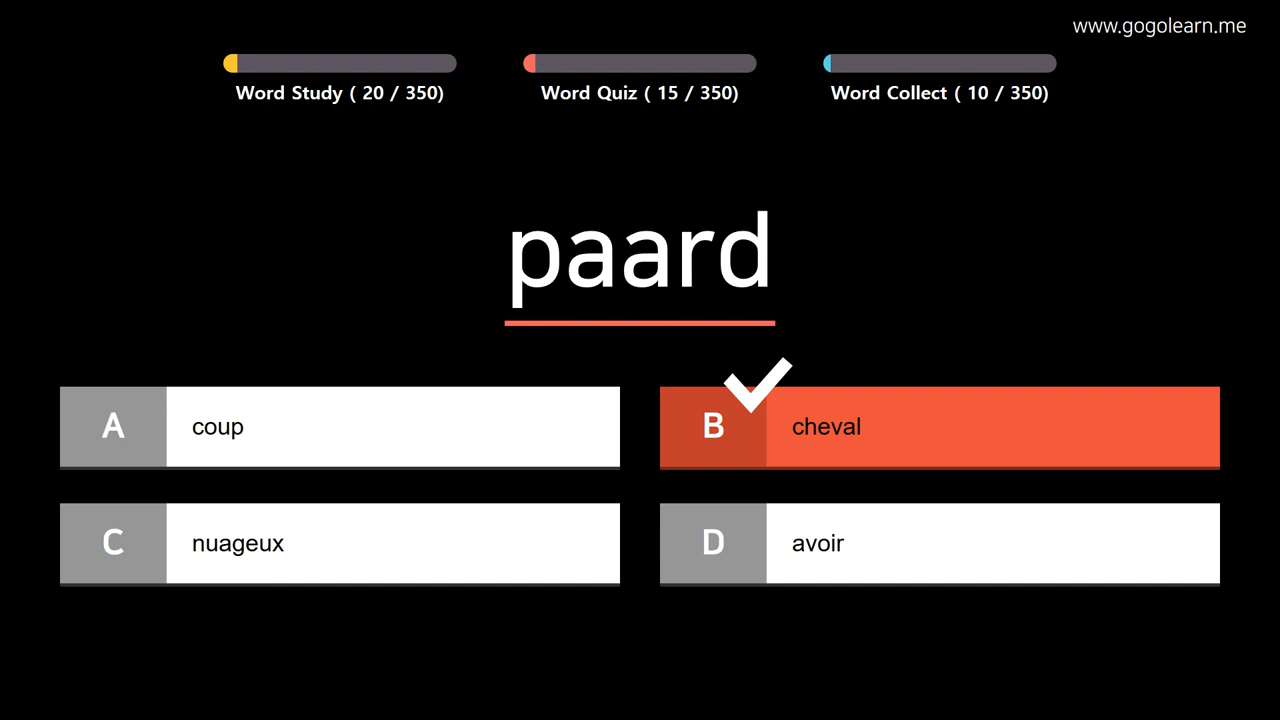 www.gogolearn.me
Word Study ( 20 / 350)
Word Quiz ( 15 / 350)
Word Collect ( 10 / 350)
paard
A
coup
B
cheval
C
nuageux
D
avoir